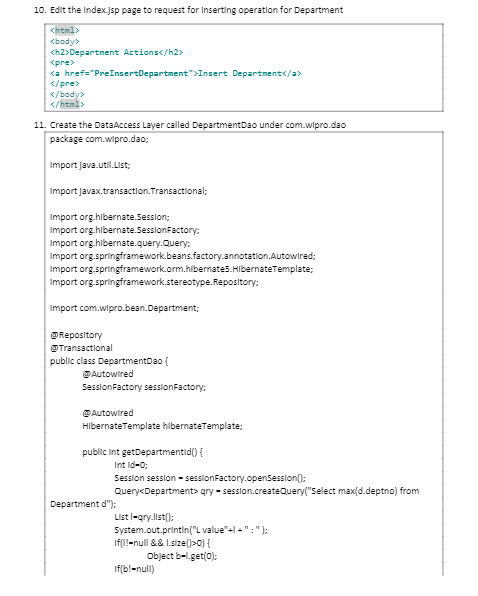 10. Edit the Index.jsp page to request for Inserting operation for Department
<html>
<body>
<h2>Department Actions</h2>
<pre>
<a href="PreInsertDepartment">Insert Department</a>
</pre>
</body>
</html>
11. Create the DataAccess Layer called DepartmentDao under com.wipro.dao
package com.wipro.dao;
import java.util.List;
import javax.transaction.Transactional;
import org.hibernate.Session;
import org.hibernate.SessionFactory;
import org.hibernate.query.Query;
import org.springframework.beans.factory.annotation.Autowired;
import org.springframework.orm.hibernate5.HibernateTemplate;
import org.springframework.stereotype.Repository;
import com.wipro.bean.Department;
@Repository
@Transactional
public class DepartmentDao {
@Autowired
SessionFactory sessionFactory;
@Autowired
HibernateTemplate hibernateTemplate;
public int getDepartmentid() {
int id=0;
Session session = sessionFactory.openSession();
Query<Department> qry = session.createQuery("Select max(d.deptno) from
Department d");
List l=qry.list();
System.out.println("L value"+l + " : " );
if(l!=null && l.size()>0) {
Object b=l.get(0);
if(b!=null)